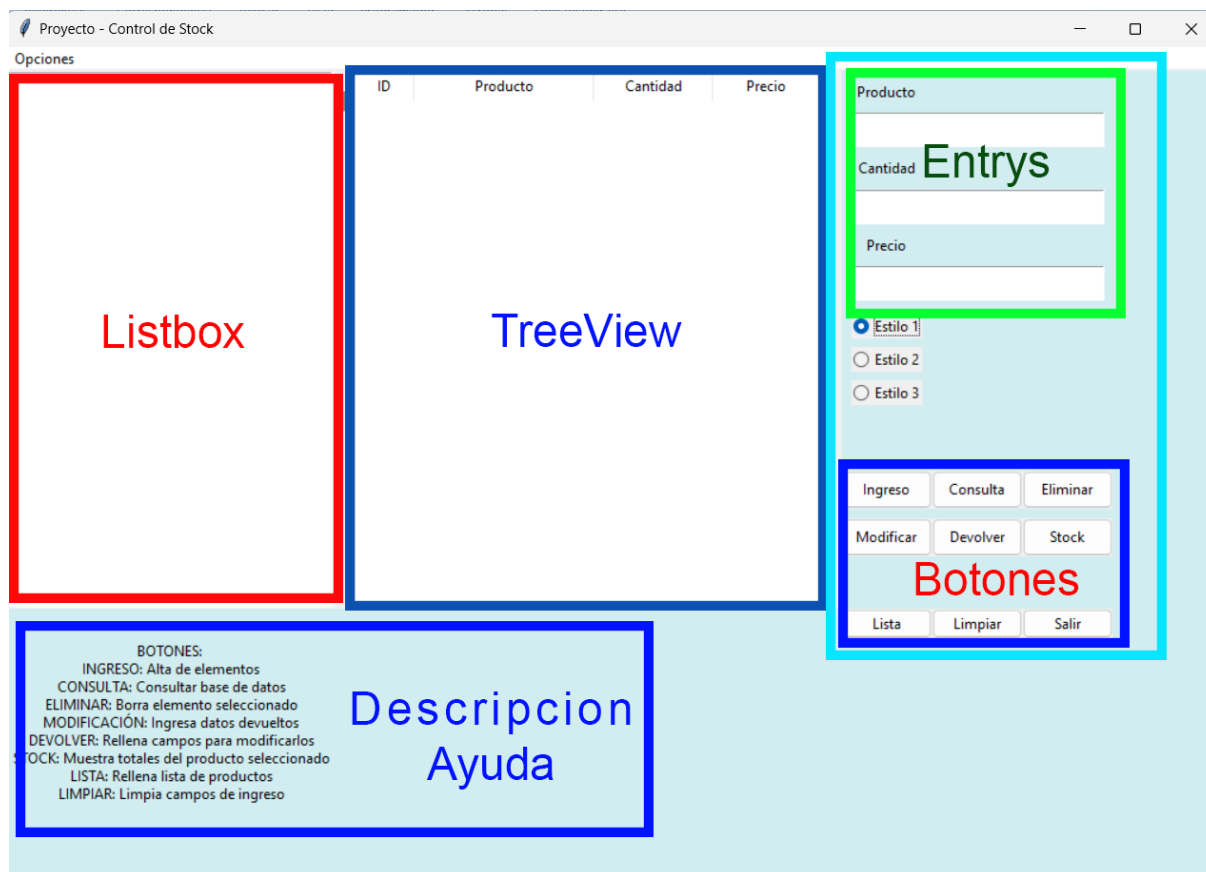 Proyecto - Control de Stock
Opciones
ID Producto Cantidad Precio
Producto
Entrys
Cantidad
Precio
Listbox
TreeView
Estilo 1
Estilo 2
Estilo 3
Ingreso Consulta Eliminar
Modificar Devolver Stock
Botones
Lista Limpiar Salir
BOTONES:
INGRESO: Alta de elementos
CONSULTA: Consultar base de datos
ELIMINAR: Borra elemento seleccionado
MODIFICACIÓN: Ingresa datos devueltos
DEVOLVER: Rellena campos para modificarlos
STOCK: Muestra totales del producto seleccionado
LISTA: Rellena lista de productos
LIMPIAR: Limpia campos de ingreso
Descripcion
Ayuda